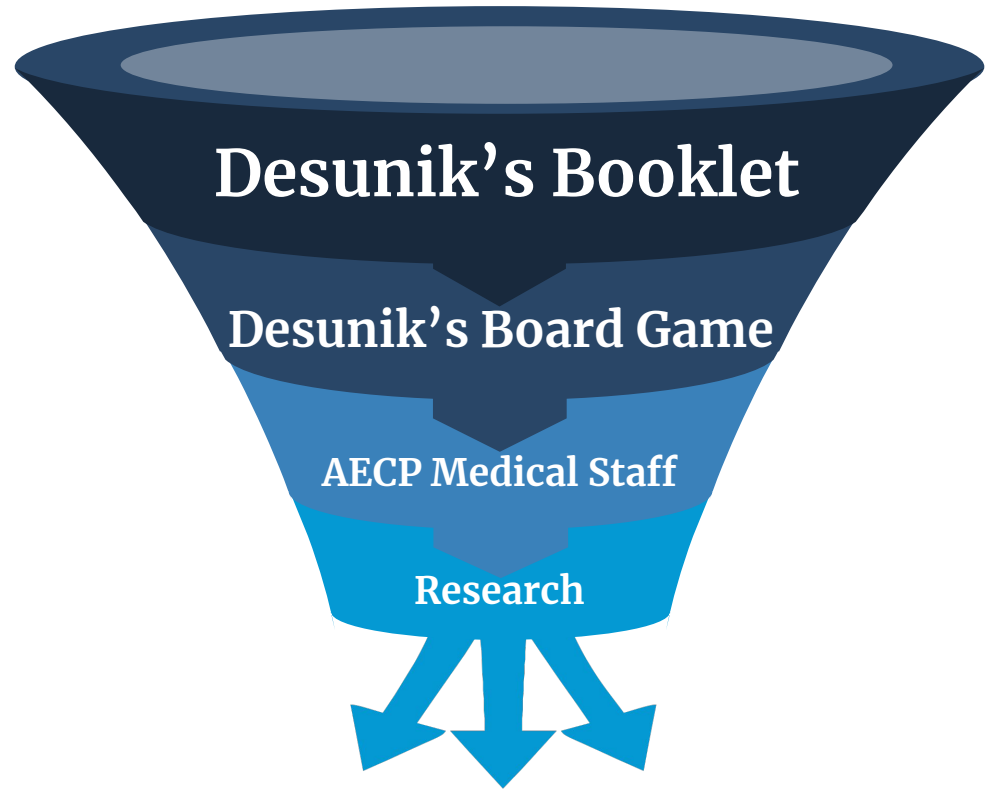 Desunik’s Booklet
Desunik’s Board Game
AECP Medical Staff
Research